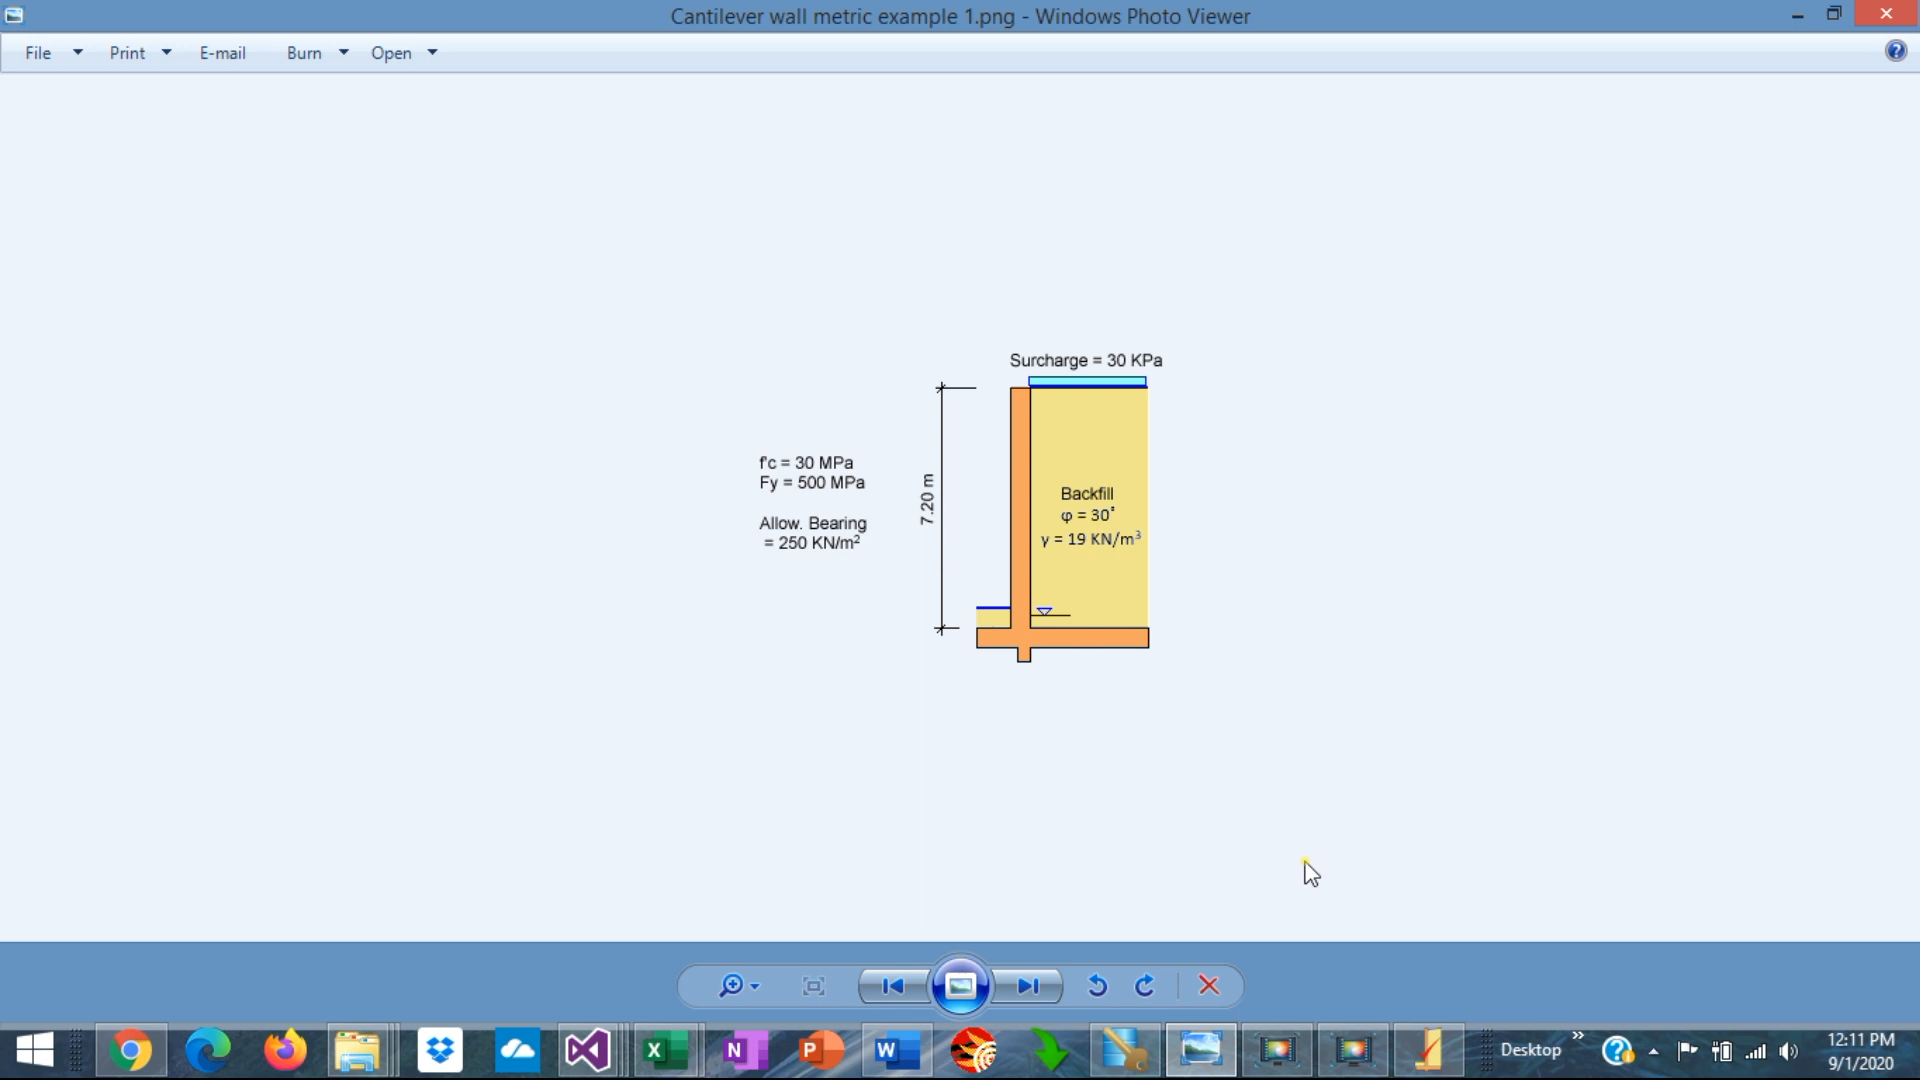 Cantilever wall metric example 1.png - Windows Photo Viewer
File Print E-mail Burn Open
Surcharge = 30 KPa
f'c = 30 MPa
Fy = 500 MPa
Allow. Bearing
= 250 KN/m²
7.20 m
Backfill
φ = 30°
γ = 19 KN/m³
Desktop
12:11 PM
9/1/2020